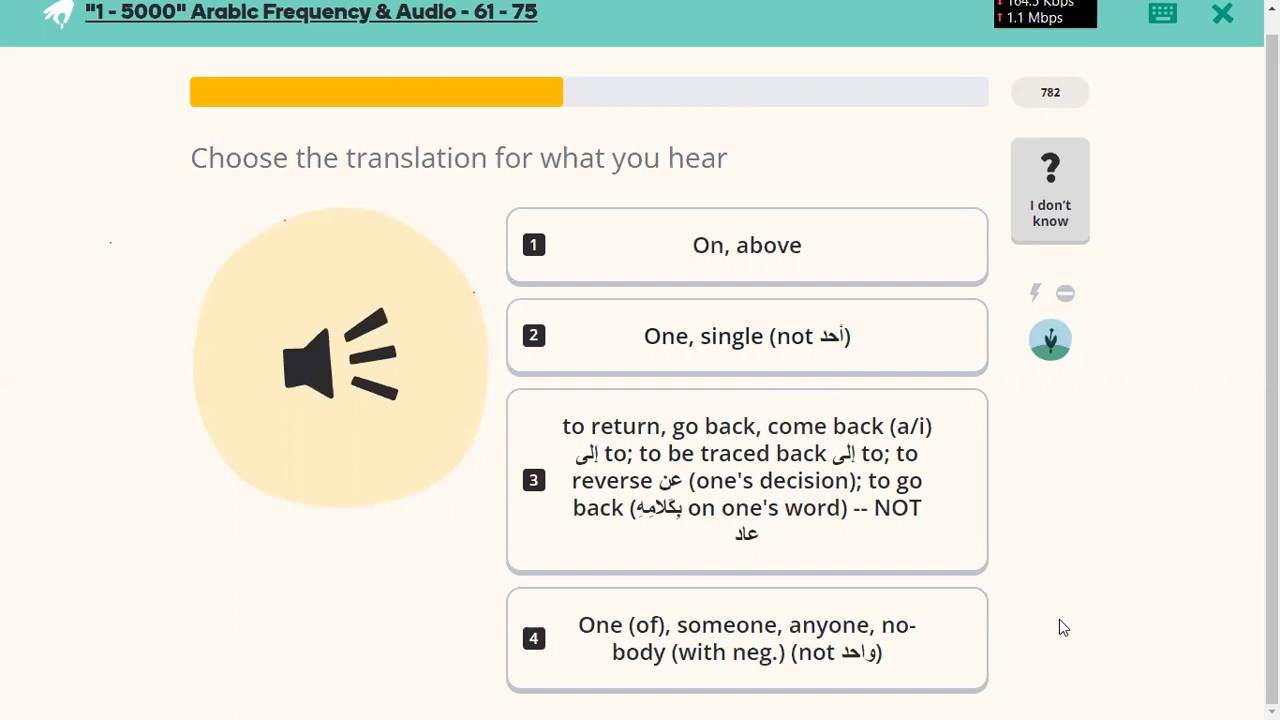 "1 - 5000" Arabic Frequency & Audio - 61 - 75
164.5 Kbps
1.1 Mbps
782
Choose the translation for what you hear
?
I don't
know
1
On, above
2
One, single (not أحد)
3
to return, go back, come back (a/i)
إلى to; to be traced back إلى to; to
reverse عن (one's decision); to go
back (بِكَلامِهِ on one's word) -- NOT
عاد
4
One (of), someone, anyone, no-
body (with neg.) (not واحد)